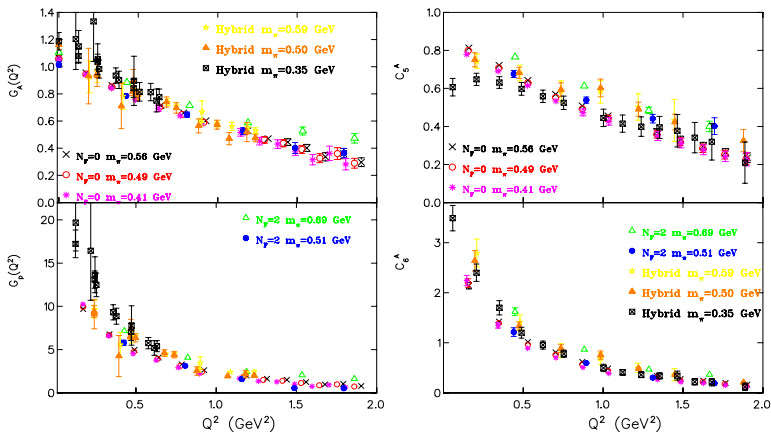 1.4
1.2
1.0
0.8
0.6
0.4
0.2
0.0
G_A(Q²)
Hybrid m_π=0.59 GeV
Hybrid m_π=0.50 GeV
Hybrid m_π=0.35 GeV
N_F=0 m_π=0.56 GeV
N_F=0 m_π=0.49 GeV
N_F=0 m_π=0.41 GeV
0.8
0.6
0.4
0.2
0.0
C_5^A
N_F=0 m_π=0.56 GeV
N_F=0 m_π=0.49 GeV
N_F=0 m_π=0.41 GeV
20
15
10
5
0
G_p(Q²)
N_F=2 m_π=0.69 GeV
N_F=2 m_π=0.51 GeV
0.5
1.0
1.5
2.0
Q² (GeV²)
3
2
1
0
C_6^A
N_F=2 m_π=0.69 GeV
N_F=2 m_π=0.51 GeV
Hybrid m_π=0.59 GeV
Hybrid m_π=0.50 GeV
Hybrid m_π=0.35 GeV
0.5
1.0
1.5
2.0
Q² (GeV²)